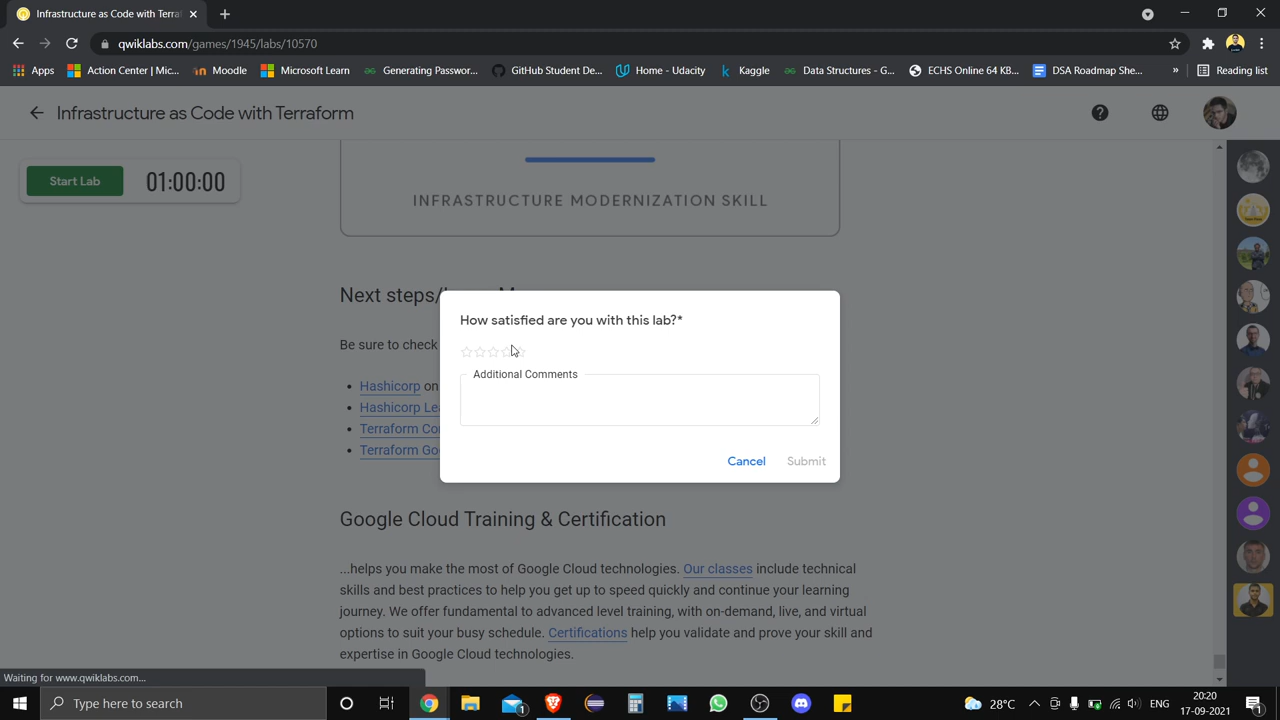 Infrastructure as Code with Terra
qwiklabs.com/games/1945/labs/10570
Apps
Action Center | Mic...
Moodle
Microsoft Learn
Generating Passwor...
GitHub Student De...
Home - Udacity
Kaggle
Data Structures - G...
ECHS Online 64 KB...
DSA Roadmap She...
»
Reading list
Infrastructure as Code with Terraform
Start Lab
01:00:00
INFRASTRUCTURE MODERNIZATION SKILL
Next steps/
Be sure to check
Hashicorp on
Hashicorp Lea
Terraform Co
Terraform Go
How satisfied are you with this lab?*
Additional Comments
Cancel
Submit
Google Cloud Training & Certification
...helps you make the most of Google Cloud technologies. Our classes include technical
skills and best practices to help you get up to speed quickly and continue your learning
journey. We offer fundamental to advanced level training, with on-demand, live, and virtual
options to suit your busy schedule. Certifications help you validate and prove your skill and
expertise in Google Cloud technologies.
Waiting for www.qwiklabs.com...
Type here to search
1
28°C
ENG
20:20
17-09-2021
1